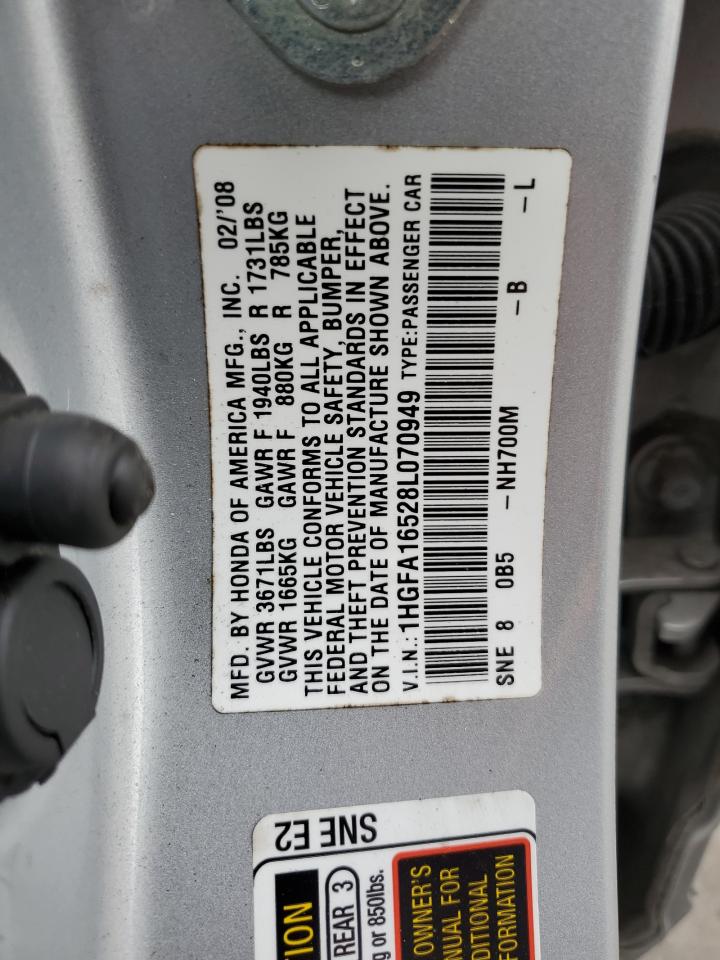 MFD. BY HONDA OF AMERICA MFG., INC. 02/'08
GVWR 3671LBS GAWR F 1940LBS R 1731LBS
GVWR 1665KG GAWR F 880KG R 785KG
THIS VEHICLE CONFORMS TO ALL APPLICABLE
FEDERAL MOTOR VEHICLE SAFETY, BUMPER,
AND THEFT PREVENTION STANDARDS IN EFFECT
ON THE DATE OF MANUFACTURE SHOWN ABOVE.
V.I.N.: 1HGFA16528L070949 TYPE:PASSENGER CAR
SNE 8 0B5 -NH700M -B -L
SNE E2
REAR 3
or 850lbs.
OWNER'S
FOR